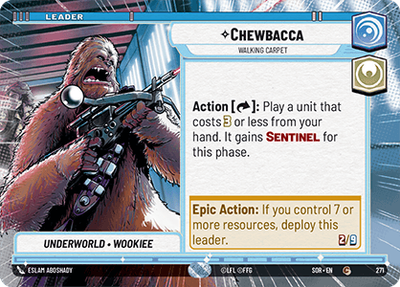 LEADER
CHEWBACCA
WALKING CARPET
Action [ ]: Play a unit that
costs 3 or less from your
hand. It gains SENTINEL for
this phase.
Epic Action: If you control 7 or
more resources, deploy this
leader.
2/9
UNDERWORLD • WOOKIEE
ESLAM ABOSHADY
©LFL ©FFG
SOR • EN
271